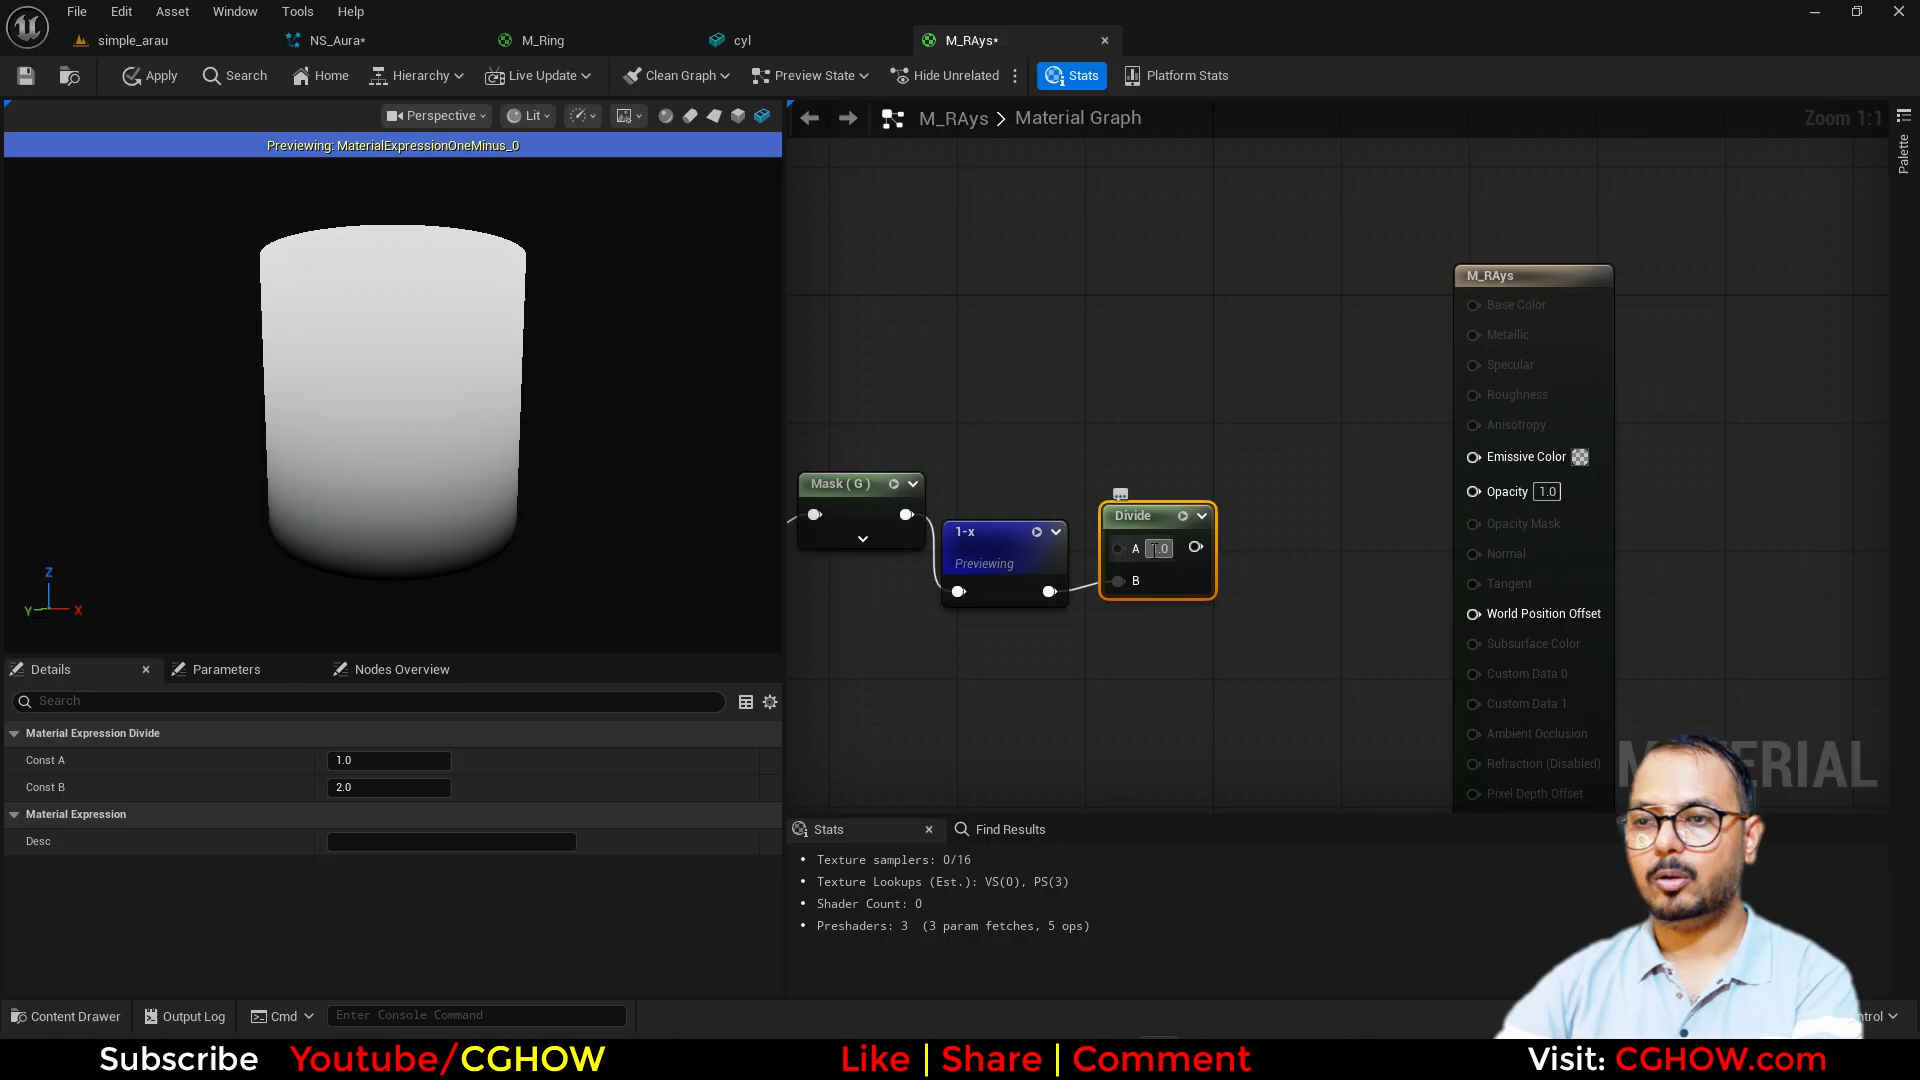 File Edit Asset Window Tools Help
simple_arau NS_Aura* M_Ring cyl M_RAys*
Apply Search Home Hierarchy Live Update Clean Graph Preview State Hide Unrelated Stats Platform Stats
Perspective Lit
Previewing: MaterialExpressionOneMinus_0
M_RAys > Material Graph
Zoom 1:1
Palette
M_RAys
Base Color
Metallic
Specular
Roughness
Anisotropy
Emissive Color
Opacity 1.0
Opacity Mask
Normal
Tangent
World Position Offset
Subsurface Color
Custom Data 0
Custom Data 1
Ambient Occlusion
Refraction (Disabled)
Pixel Depth Offset
Mask ( G )
1-x
Previewing
Divide
A 1.0
B
Z
Y X
Details Parameters Nodes Overview
Search
Material Expression Divide
Const A 1.0
Const B 2.0
Material Expression
Desc
Stats Find Results
• Texture samplers: 0/16
• Texture Lookups (Est.): VS(0), PS(3)
• Shader Count: 0
• Preshaders: 3 (3 param fetches, 5 ops)
Content Drawer Output Log Cmd Enter Console Command
Subscribe Youtube/CGHOW Like | Share | Comment Visit: CGHOW.com